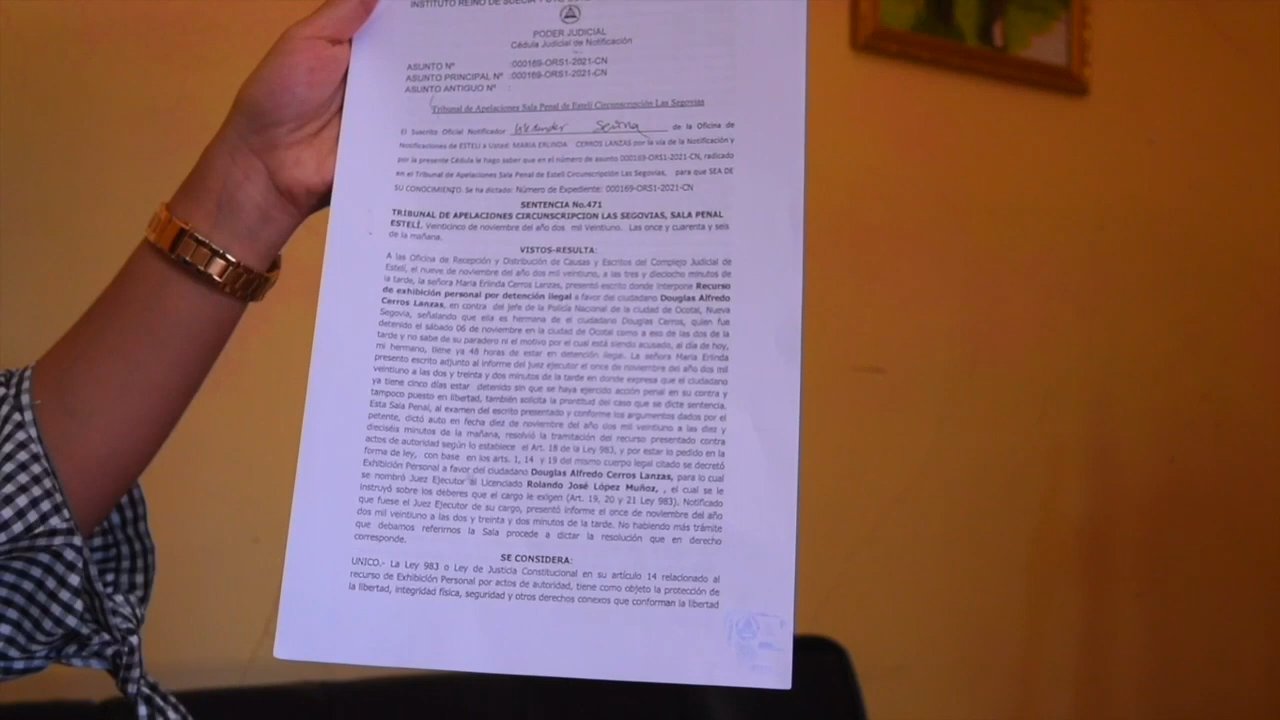 INSTITUTO REINO DE SUECIA
PODER JUDICIAL
Cédula Judicial de Notificación
ASUNTO Nº :000169-ORS1-2021-CN
ASUNTO PRINCIPAL Nº :000169-ORS1-2021-CN
ASUNTO ANTIGUO Nº :
Tribunal de Apelaciones Sala Penal de Estelí Circunscripción Las Segovias
El Suscrito Oficial Notificador de la Oficina de
Notificaciones de ESTELI a Usted: MARIA ERLINDA CERROS LANZAS por la vía de la Notificación y
por la presente Cédula le hago saber que en el número de asunto 000169-ORS1-2021-CN, radicado
en el Tribunal de Apelaciones Sala Penal de Estelí Circunscripción Las Segovias, para que SEA DE
SU CONOCIMIENTO. Se ha dictado: Número de Expediente: 000169-ORS1-2021-CN
SENTENCIA No.471
TRIBUNAL DE APELACIONES CIRCUNSCRIPCION LAS SEGOVIAS, SALA PENAL
ESTELÍ. Veinticinco de noviembre del año dos mil Veintiuno. Las once y cuarenta y seis
de la mañana.
VISTOS-RESULTA:
A las Oficina de Recepción y Distribución de Causas y Escritos del Complejo Judicial de
Estelí, el nueve de noviembre del año dos mil veintiuno, a las tres y dieciocho minutos de
la tarde, la señora Maria Erlinda Cerros Lanzas, presentó escrito donde interpone Recurso
de exhibición personal por detención ilegal a favor del ciudadano Douglas Alfredo
Cerros Lanzas, en contra del jefe de la Policía Nacional de la ciudad de Ocotal, Nueva
Segovia, señalando que ella es hermana de el ciudadano Douglas Cerros, quien fue
detenido el sábado 06 de noviembre en la ciudad de Ocotal como a eso de las dos de la
tarde y no sabe de su paradero ni el motivo por el cual está siendo acusado, al día de hoy,
mi hermano, tiene ya 48 horas de estar en detención ilegal. La señora Maria Erlinda
presento escrito adjunto al informe del juez ejecutor el once de noviembre del año dos mil
veintiuno a las dos y treinta y dos minutos de la tarde en donde expresa que el ciudadano
ya tiene cinco días estar detenido sin que se haya ejercido acción penal en su contra y
tampoco puesto en libertad, también solicita la prontitud del caso que se dicte sentencia.
Esta Sala Penal, al examen del escrito presentado y conforme los argumentos dados por el
petente, dictó auto en fecha diez de noviembre del año dos mil veintiuno a las diez y
dieciséis minutos de la mañana, resolvió la tramitación del recurso presentado contra
actos de autoridad según lo establece el Art. 18 de la Ley 983, y por estar lo pedido en la
forma de ley, con base en los arts. 1, 14 y 19 del mismo cuerpo legal citado se decretó
Exhibición Personal a favor del ciudadano Douglas Alfredo Cerros Lanzas, para lo cual
se nombró Juez Ejecutor al Licenciado Rolando José López Muñoz, , el cual se le
instruyó sobre los deberes que el cargo le exigen (Art. 19, 20 y 21 Ley 983). Notificado
que fuese el Juez Ejecutor de su cargo, presentó informe el once de noviembre del año
dos mil veintiuno a las dos y treinta y dos minutos de la tarde. No habiendo más trámite
que debamos referirnos la Sala procede a dictar la resolución que en derecho
corresponde.
SE CONSIDERA:
UNICO.- La Ley 983 o Ley de Justicia Constitucional en su artículo 14 relacionado al
recurso de Exhibición Personal por actos de autoridad, tiene como objeto la protección de
la libertad, integridad física, seguridad y otros derechos conexos que conforman la libertad